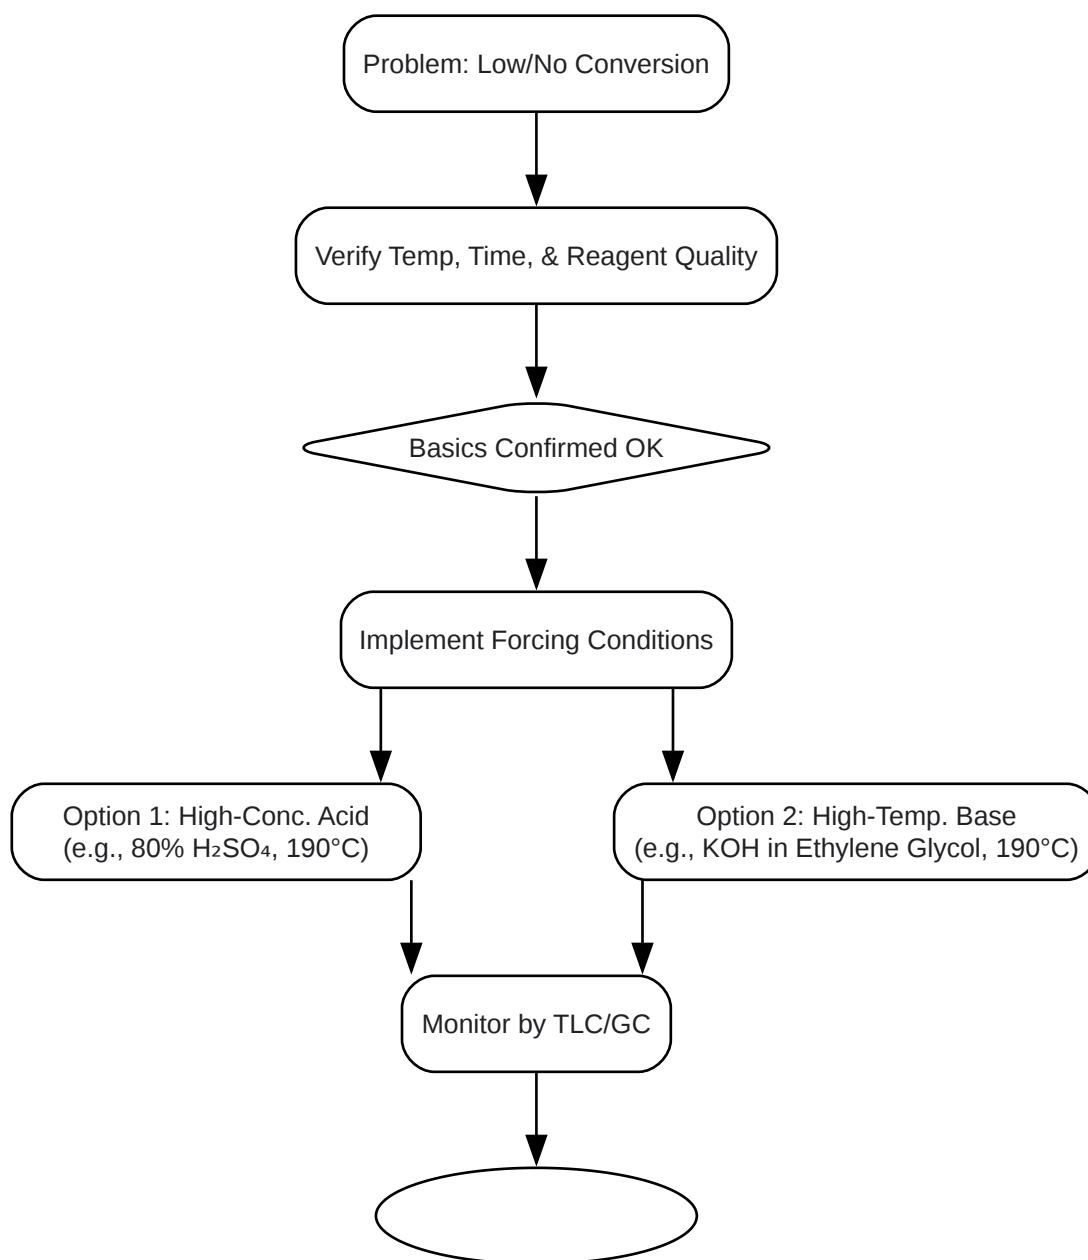 Problem: Low/No Conversion
Verify Temp, Time, & Reagent Quality
Basics Confirmed OK
Implement Forcing Conditions
Option 1: High-Conc. Acid
(e.g., 80% H₂SO₄, 190°C)
Option 2: High-Temp. Base
(e.g., KOH in Ethylene Glycol, 190°C)
Monitor by TLC/GC